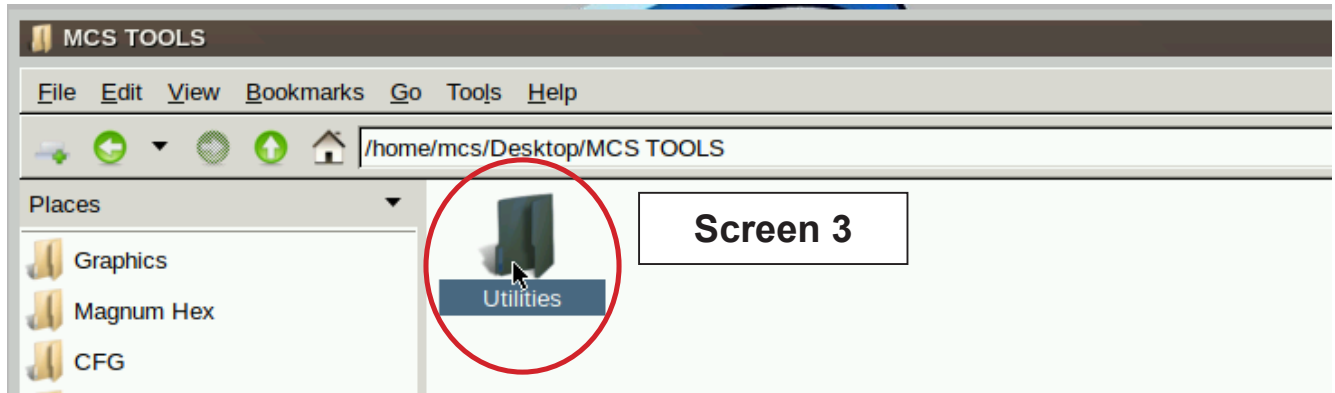 MCS TOOLS
File Edit View Bookmarks Go Tools Help
/home/mcs/Desktop/MCS TOOLS
Places
Graphics
Magnum Hex
CFG
Utilities
Screen 3